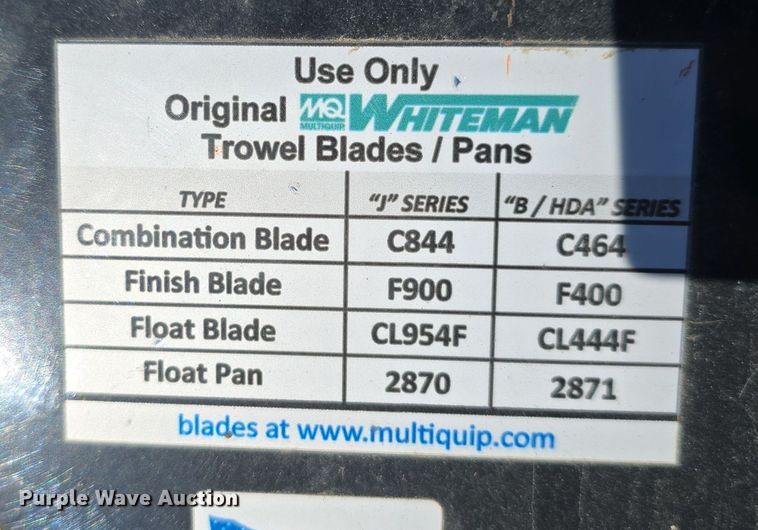 Use Only
Original MQ MULTIQUIP WHITEMAN
Trowel Blades / Pans
TYPE "J" SERIES "B / HDA" SERIES
Combination Blade C844 C464
Finish Blade F900 F400
Float Blade CL954F CL444F
Float Pan 2870 2871
blades at www.multiquip.com
Purple Wave Auction